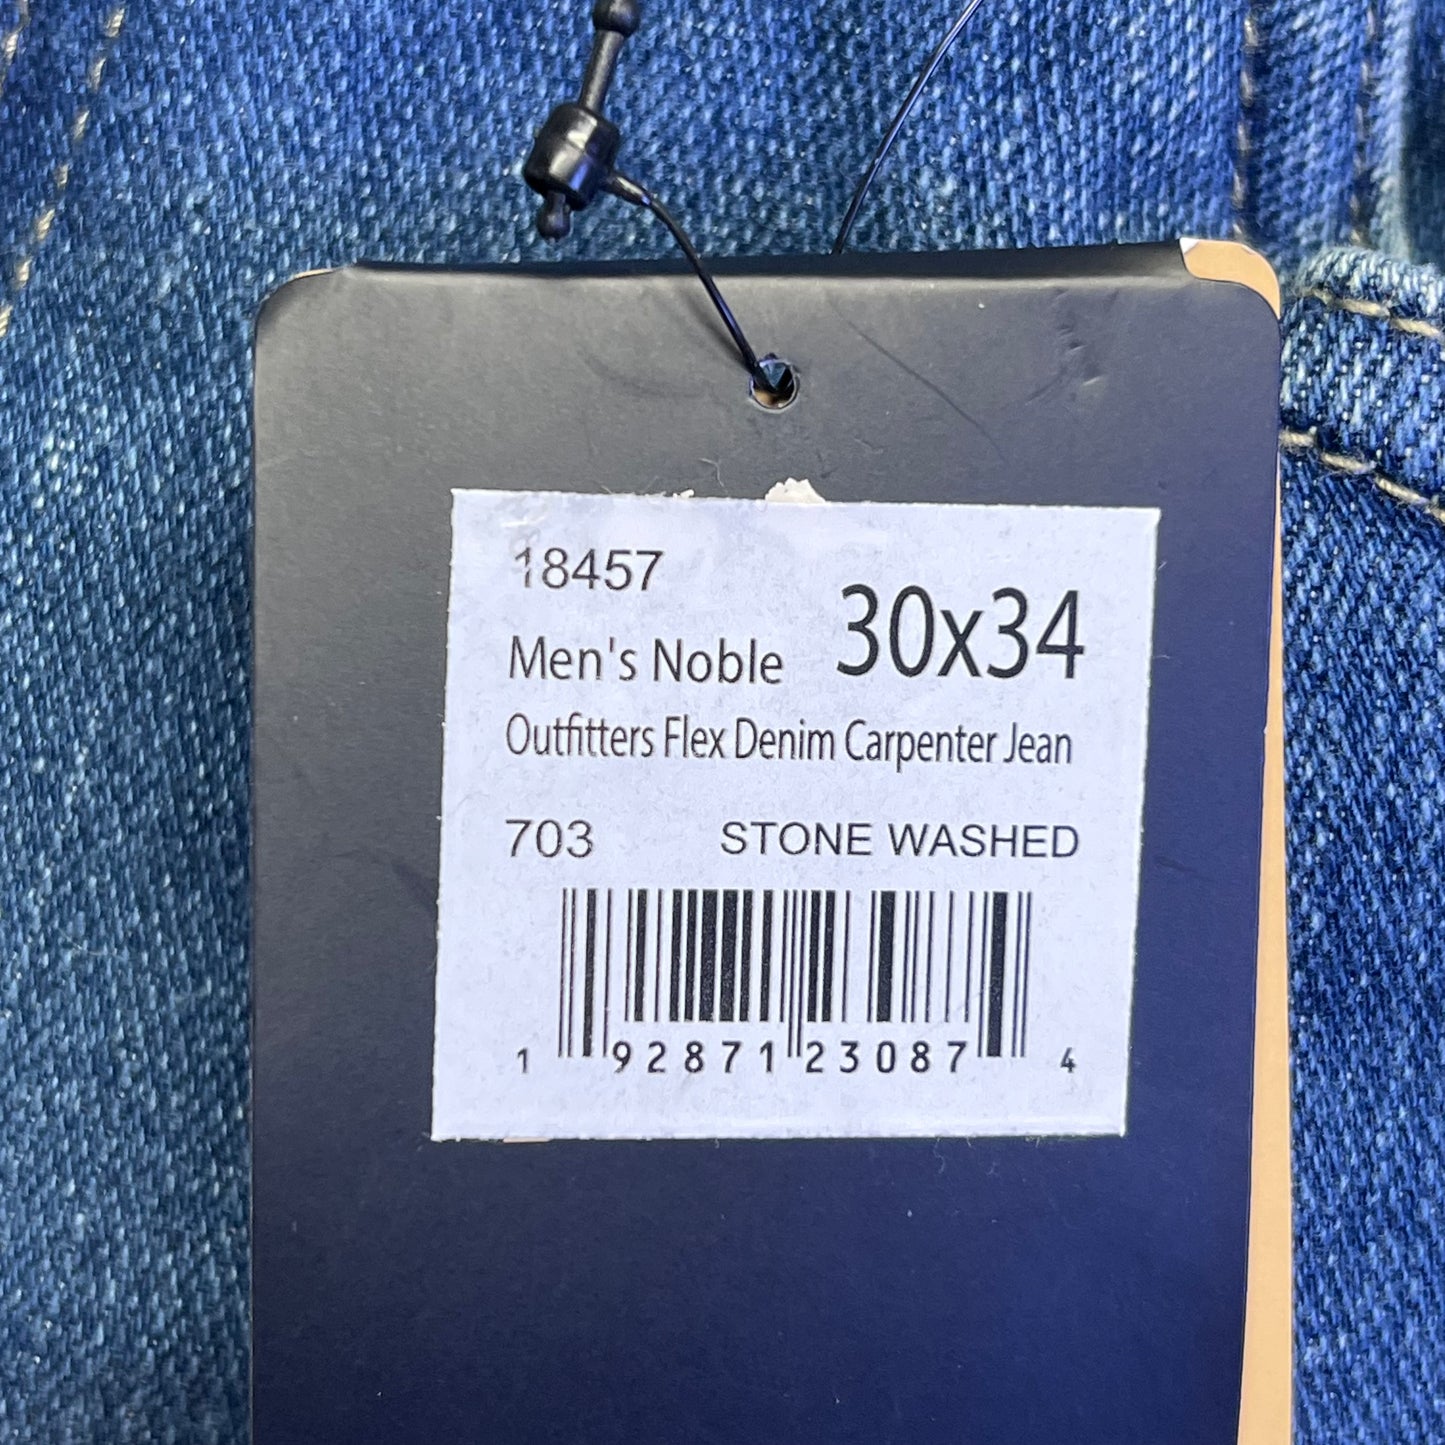 18457
30x34
Men's Noble
Outfitters Flex Denim Carpenter Jean
703 STONE WASHED
1 92871 23087 4